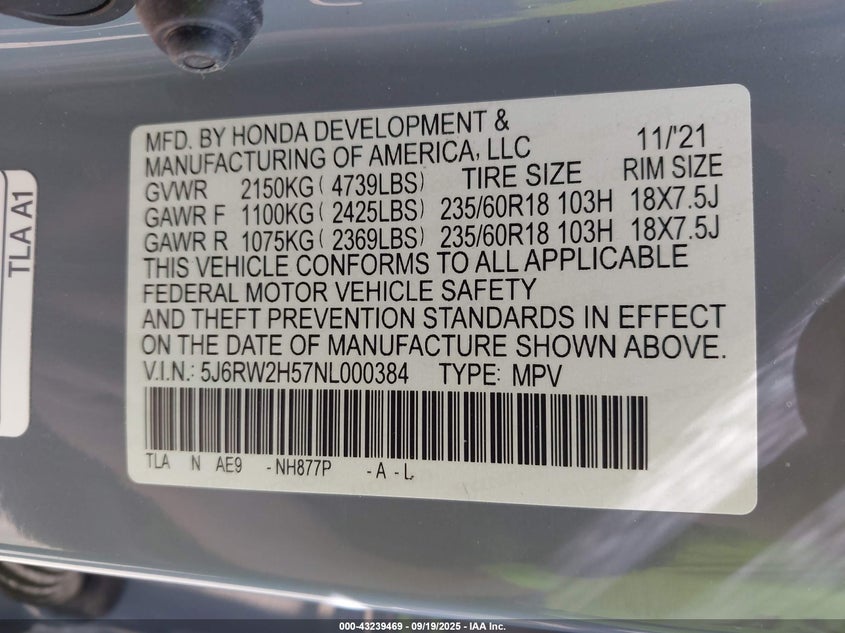 MFD. BY HONDA DEVELOPMENT &
MANUFACTURING OF AMERICA, LLC 11/'21
GVWR 2150KG ( 4739LBS) TIRE SIZE RIM SIZE
GAWR F 1100KG ( 2425LBS) 235/60R18 103H 18X7.5J
GAWR R 1075KG ( 2369LBS) 235/60R18 103H 18X7.5J
THIS VEHICLE CONFORMS TO ALL APPLICABLE
FEDERAL MOTOR VEHICLE SAFETY
AND THEFT PREVENTION STANDARDS IN EFFECT
ON THE DATE OF MANUFACTURE SHOWN ABOVE.
V.I.N.: 5J6RW2H57NL000384 TYPE: MPV
TLA N AE9 -NH877P -A -L
TLA A1
000-43239469 - 09/19/2025 - IAA Inc.